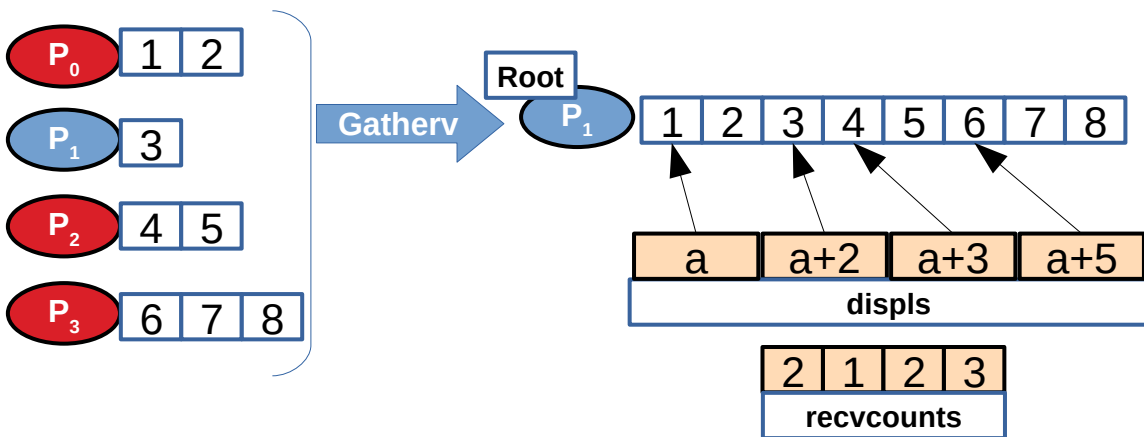 P0 1 2
P1 3
P2 4 5
P3 6 7 8
Gatherv
Root
P1 1 2 3 4 5 6 7 8
a a+2 a+3 a+5
displs
2 1 2 3
recvcounts